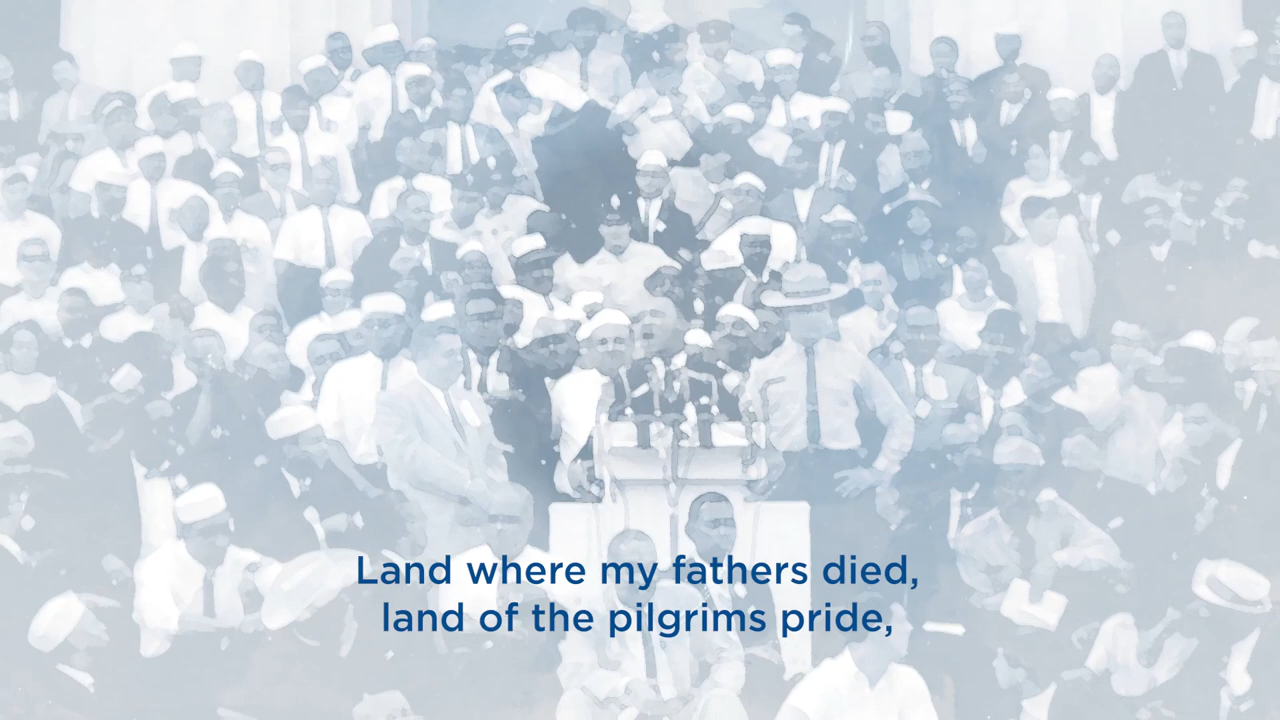 Land where my fathers died,
land of the pilgrims pride,